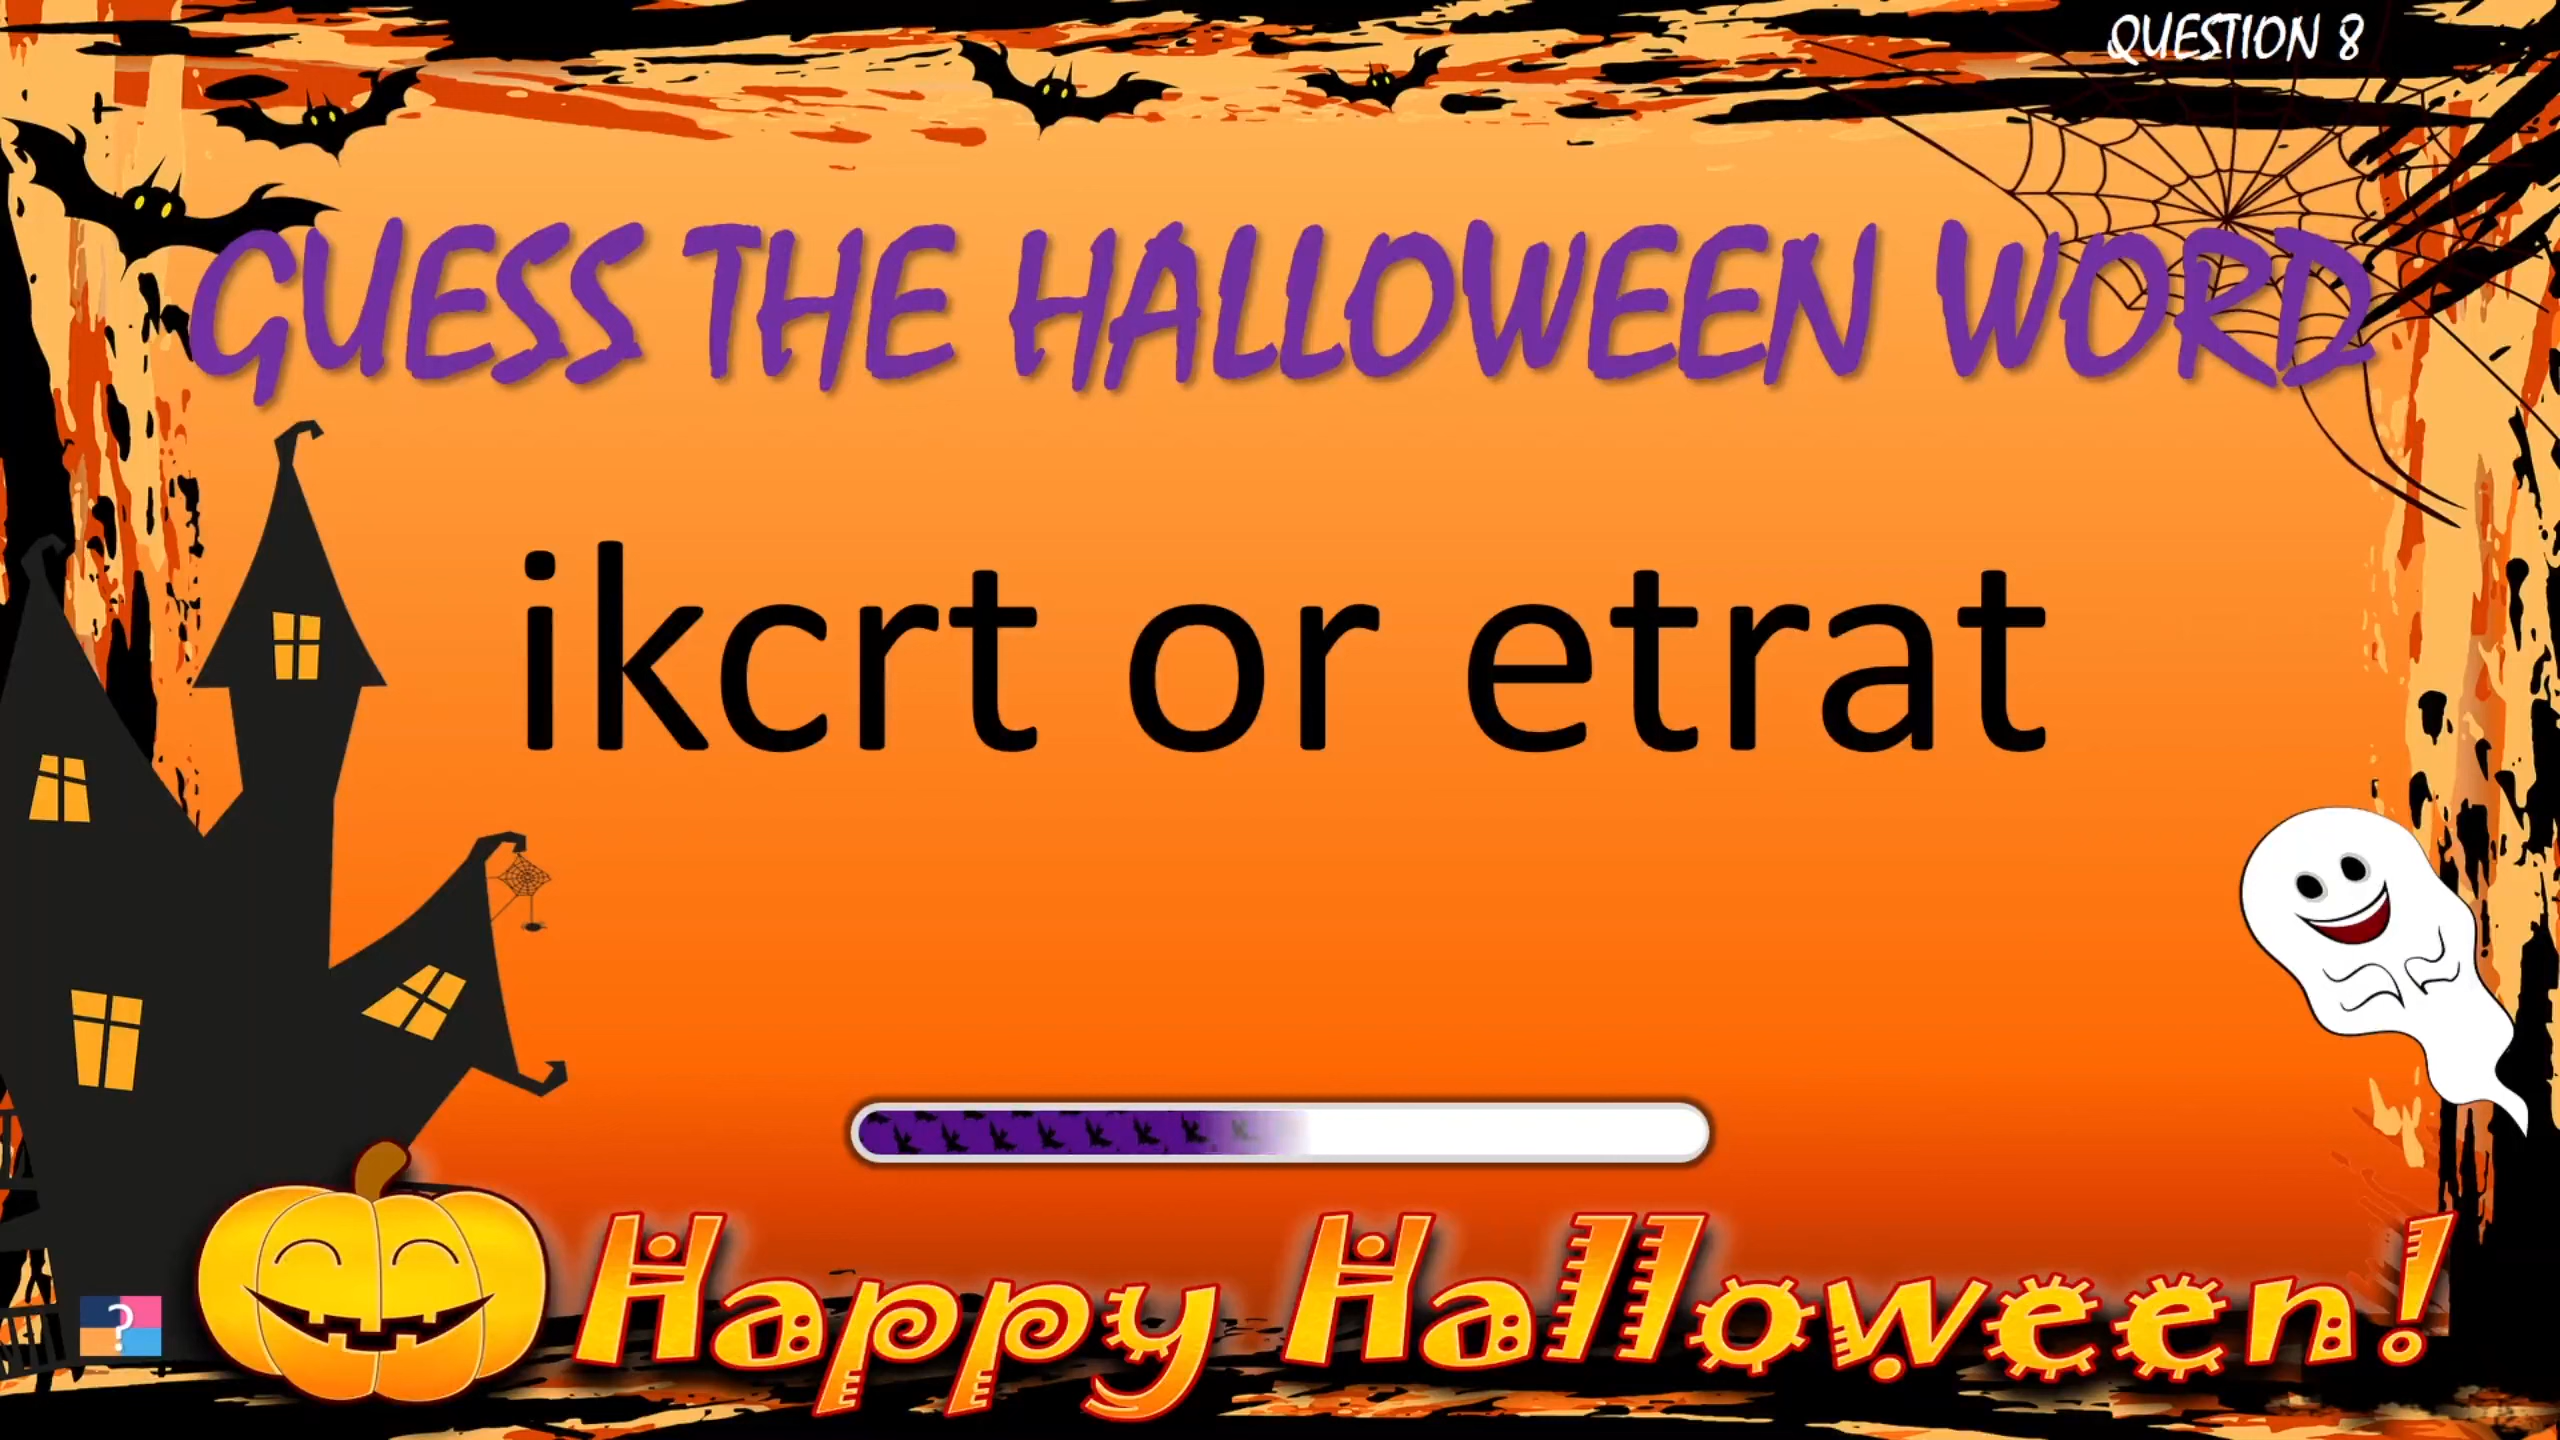 QUESTION 8
GUESS THE HALLOWEEN WORD
ikcrt or etrat
?
Happy Halloween!